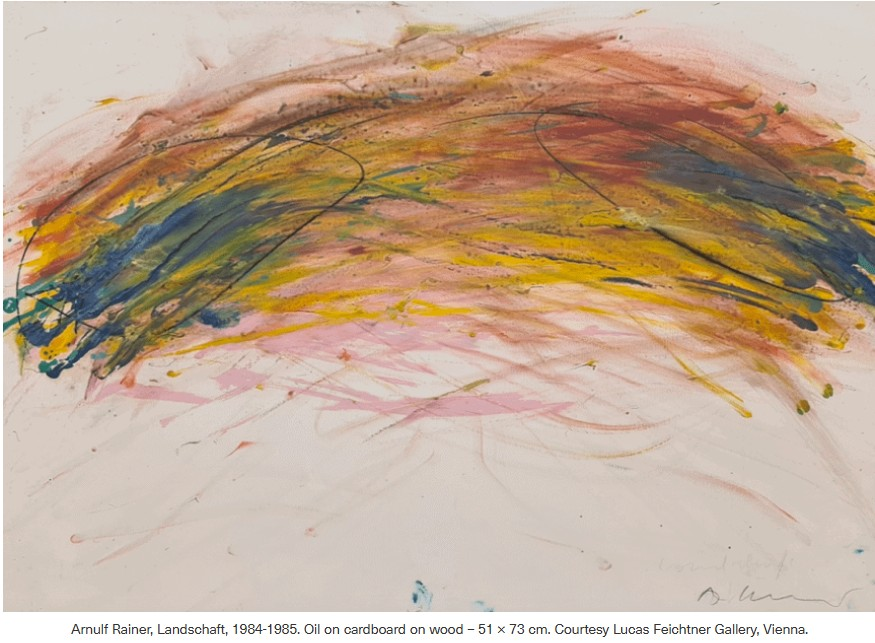 Arnulf Rainer, Landschaft, 1984-1985. Oil on cardboard on wood – 51 × 73 cm. Courtesy Lucas Feichtner Gallery, Vienna.